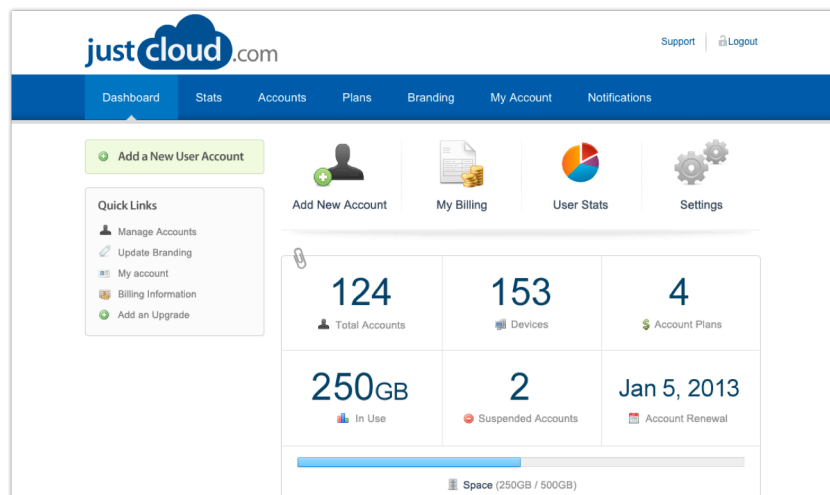 justcloud.com
Support
Logout
Dashboard
Stats
Accounts
Plans
Branding
My Account
Notifications
Add a New User Account
Quick Links
Manage Accounts
Update Branding
My account
Billing Information
Add an Upgrade
Add New Account
My Billing
User Stats
Settings
124
Total Accounts
153
Devices
4
Account Plans
250GB
In Use
2
Suspended Accounts
Jan 5, 2013
Account Renewal
Space (250GB / 500GB)